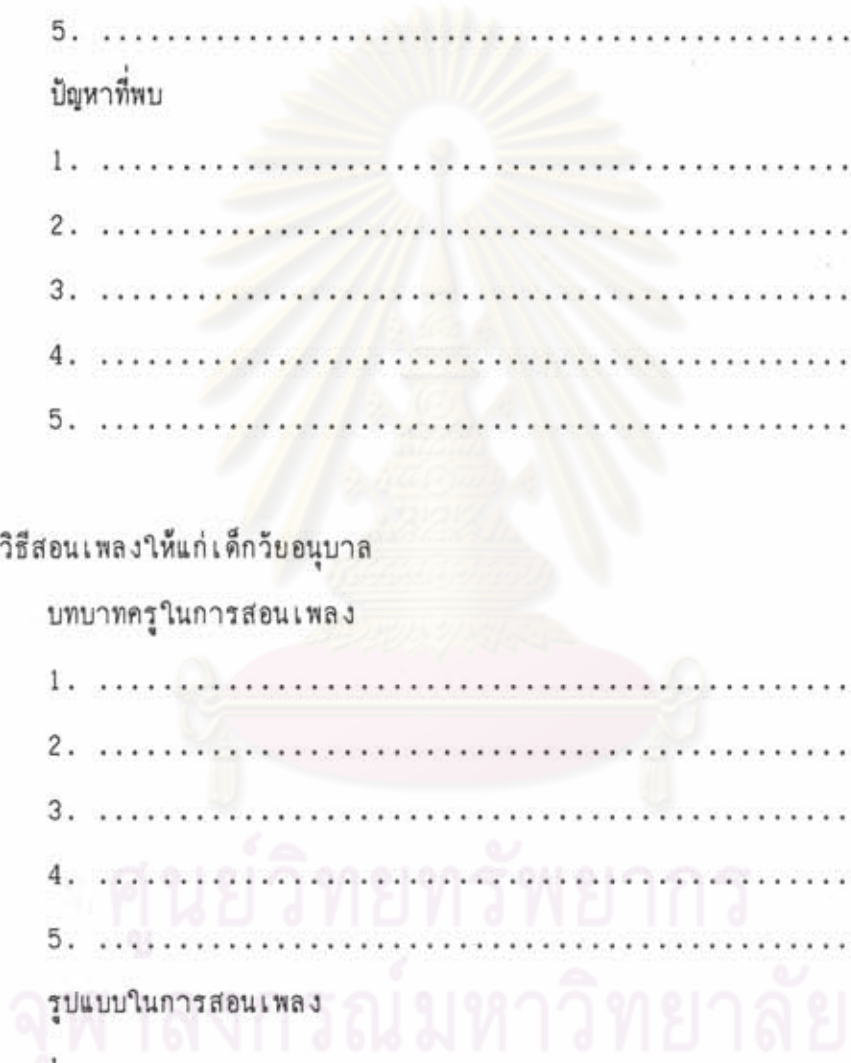 5. ...............................................
ปัญหาที่พบ
1. ...............................................
2. ...............................................
3. ...............................................
4. ...............................................
5. ...............................................
วิธีสอนเพลงให้แก่เด็กวัยอนุบาล
บทบาทครูในการสอนเพลง
1. ...............................................
2. ...............................................
3. ...............................................
4. ...............................................
ศูนย์วิทยทรัพยากร
5. ...............................................
รูปแบบในการสอนเพลง
จุฬาลงกรณ์มหาวิทยาลัย